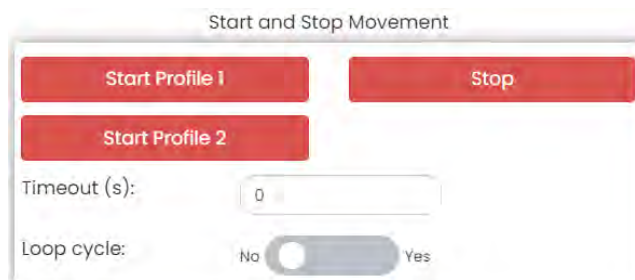 Start and Stop Movement
Start Profile 1
Stop
Start Profile 2
Timeout (s):
0
Loop cycle:
No
Yes